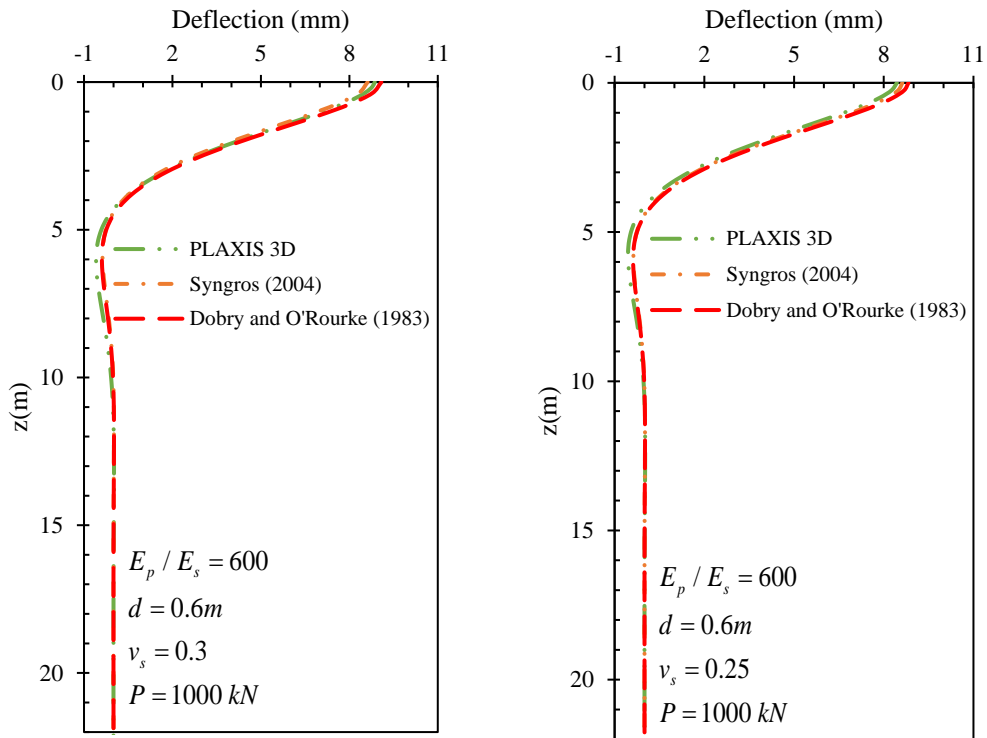 Deflection (mm)
-1 2 5 8 11
0
5
10
15
20
z(m)
PLAXIS 3D
Syngros (2004)
Dobry and O'Rourke (1983)
E_p / E_s = 600
d = 0.6m
v_s = 0.3
P = 1000 kN
Deflection (mm)
-1 2 5 8 11
0
5
10
15
20
z(m)
PLAXIS 3D
Syngros (2004)
Dobry and O'Rourke (1983)
E_p / E_s = 600
d = 0.6m
v_s = 0.25
P = 1000 kN